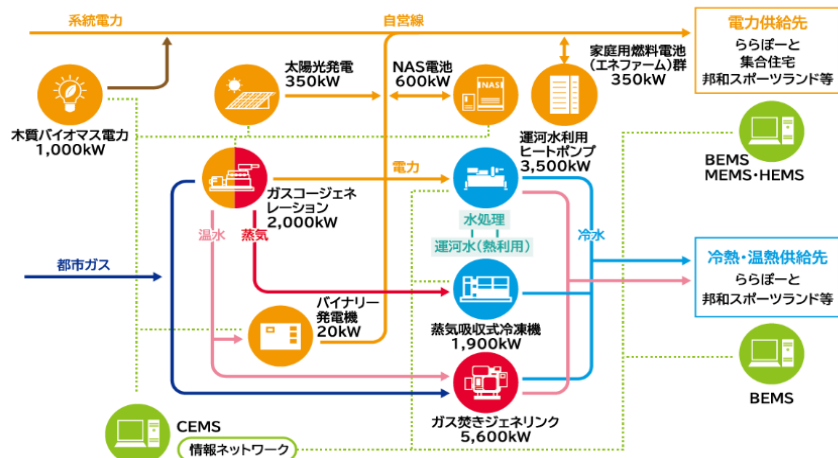 系統電力
自営線
電力供給先
ららぽーと
集合住宅
邦和スポーツランド等
太陽光発電
350kW
NAS電池
600kW
NAS
家庭用燃料電池
(エネファーム)群
350kW
木質バイオマス電力
1,000kW
運河水利用
ヒートポンプ
3,500kW
BEMS
MEMS・HEMS
電力
ガスコージェネ
レーション
2,000kW
温水
蒸気
水処理
運河水(熱利用)
冷水
都市ガス
冷熱・温熱供給先
ららぽーと
邦和スポーツランド等
バイナリー
発電機
20kW
蒸気吸収式冷凍機
1,900kW
BEMS
ガス焚きジェネリンク
5,600kW
CEMS
情報ネットワーク